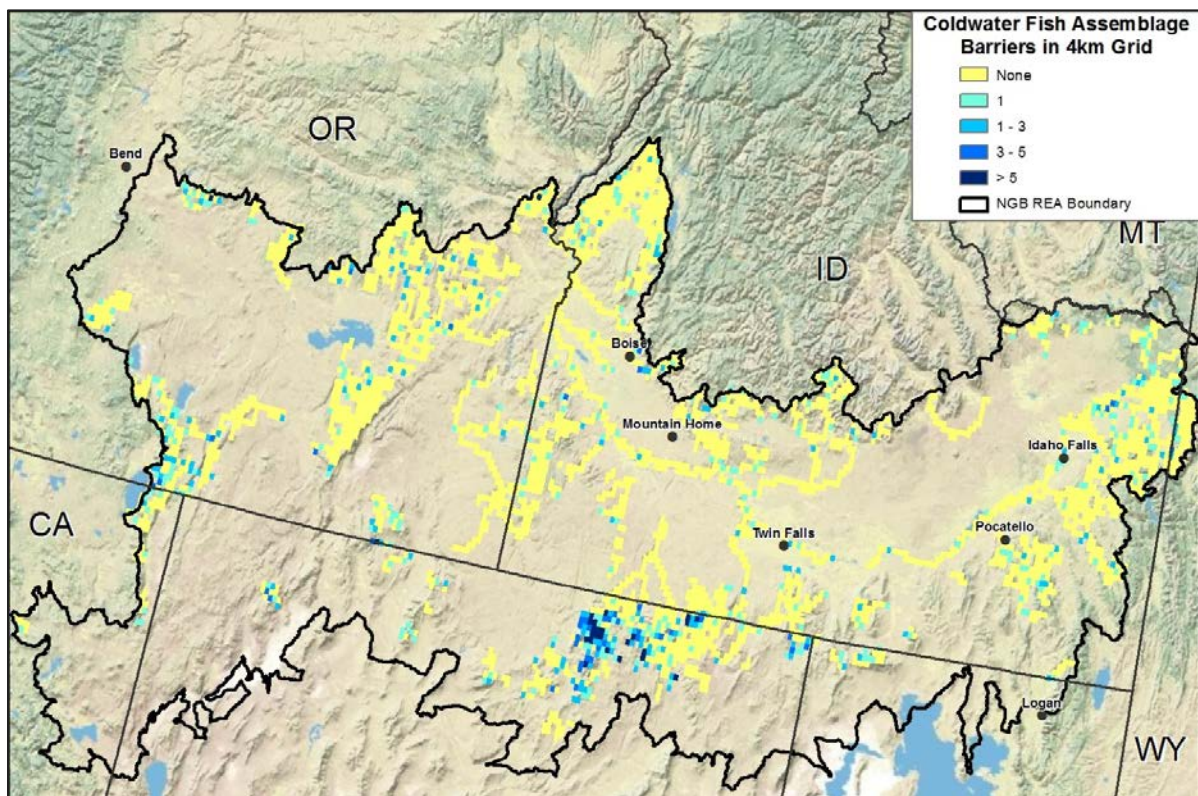 Coldwater Fish Assemblage
Barriers in 4km Grid
None
1
1 - 3
3 - 5
> 5
NGB REA Boundary
OR
Bend
MT
ID
Boise
Mountain Home
Idaho Falls
CA
Twin Falls
Pocatello
Logan
WY